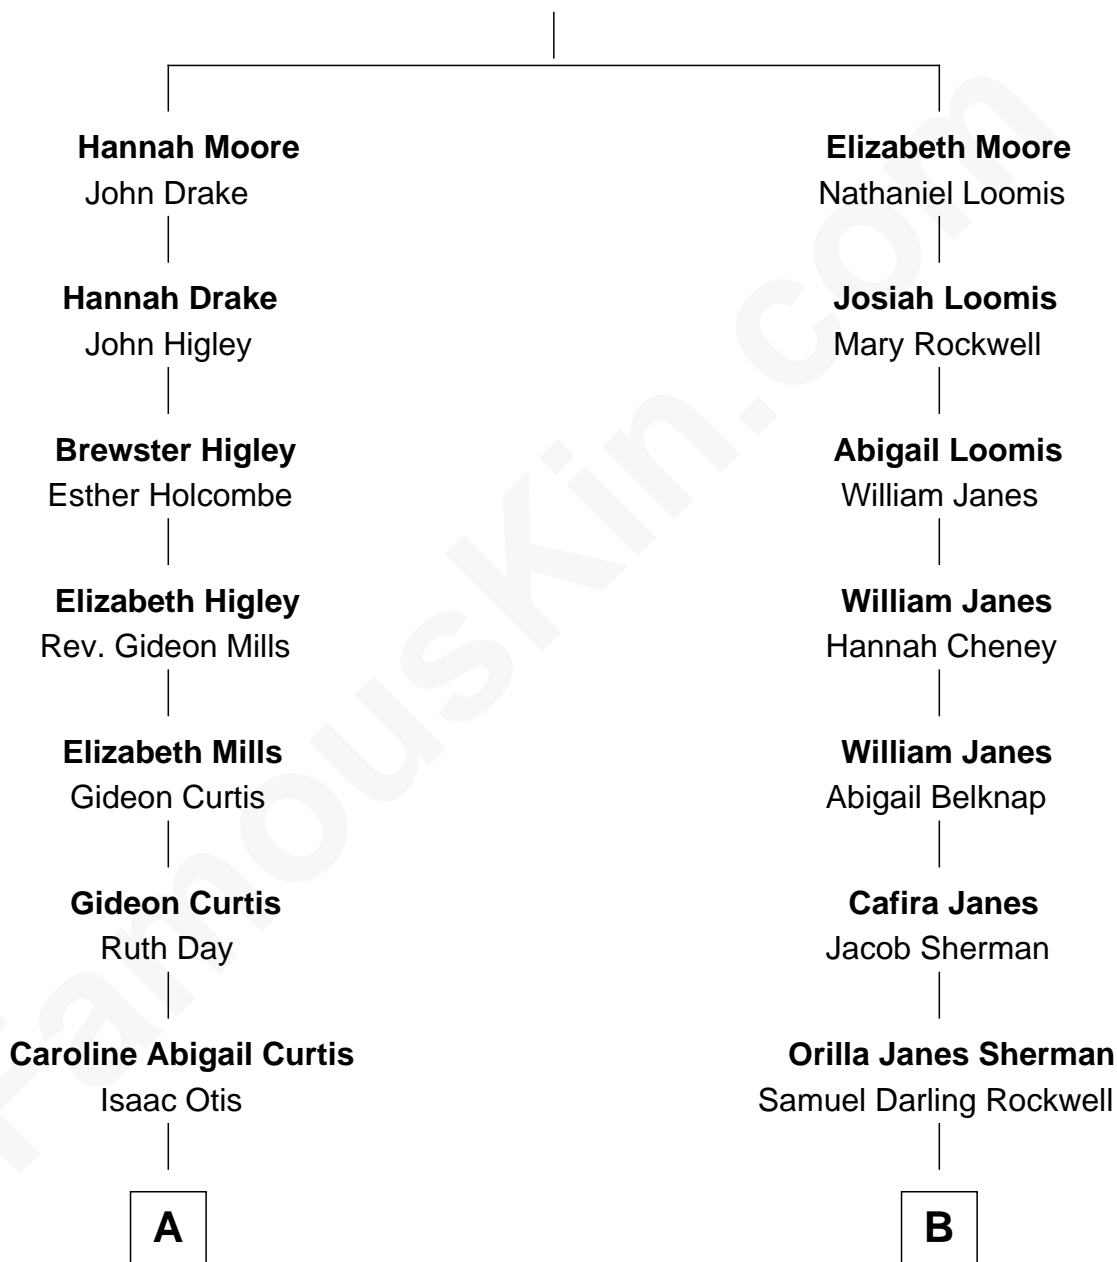 Hannah Moore
John Drake
Hannah Drake
John Higley
Brewster Higley
Esther Holcombe
Elizabeth Higley
Rev. Gideon Mills
Elizabeth Mills
Gideon Curtis
Gideon Curtis
Ruth Day
Caroline Abigail Curtis
Isaac Otis
A
Elizabeth Moore
Nathaniel Loomis
Josiah Loomis
Mary Rockwell
Abigail Loomis
William Janes
William Janes
Hannah Cheney
William Janes
Abigail Belknap
Cafira Janes
Jacob Sherman
Orilla Janes Sherman
Samuel Darling Rockwell
B
FamousKin.com